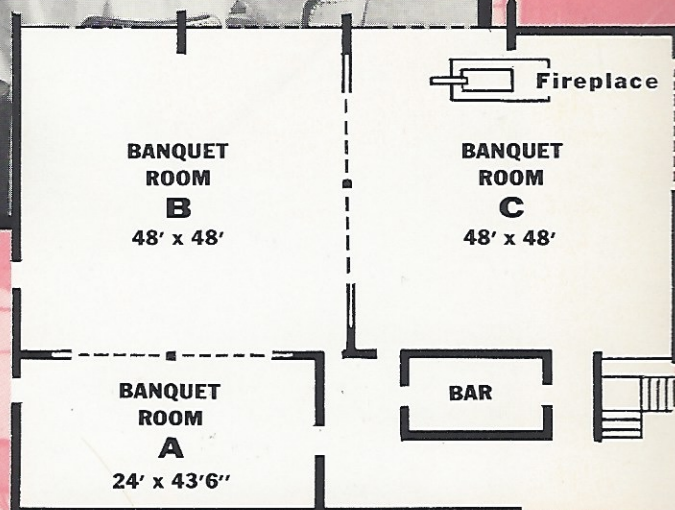 Fireplace
BANQUET
ROOM
B
48' x 48'
BANQUET
ROOM
C
48' x 48'
BANQUET
ROOM
A
24' x 43'6"
BAR